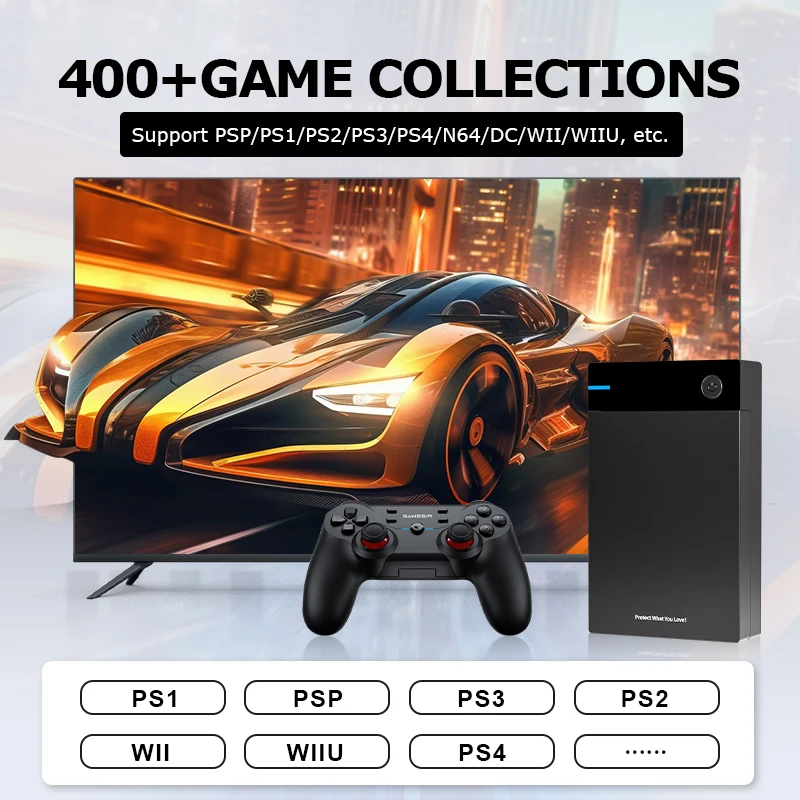 400+GAME COLLECTIONS
Support PSP/PS1/PS2/PS3/PS4/N64/DC/WII/WIIU, etc.
GAMESIR
Protect What You Love!
PS1 PSP PS3 PS2
WII WIIU PS4 ······